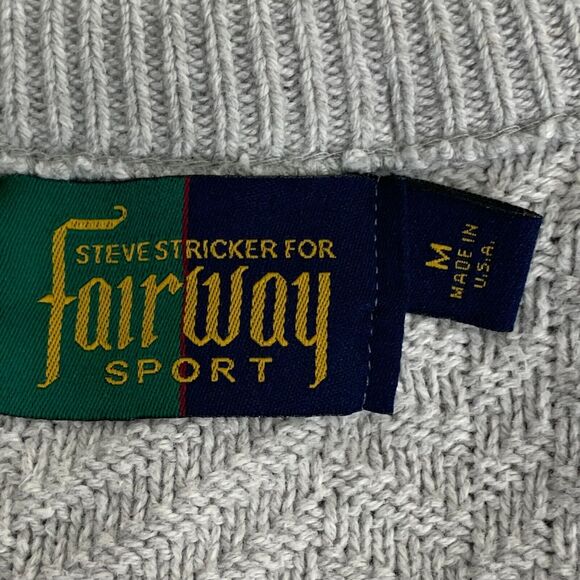 STEVE STRICKER FOR
Fairway
SPORT
M
MADE IN
U.S.A.